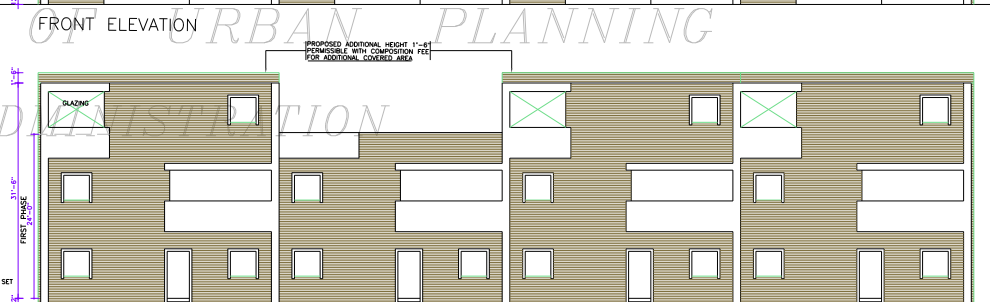 FRONT ELEVATION
OF URBAN PLANNING
PROPOSED ADDITIONAL HEIGHT 1'-6"
PERMISSIBLE WITH COMPOSITION FEE
FOR ADDITIONAL COVERED AREA
1'-6"
GLAZING
ADMINISTRATION
31'-6"
FIRST PHASE
24'-0"
SET